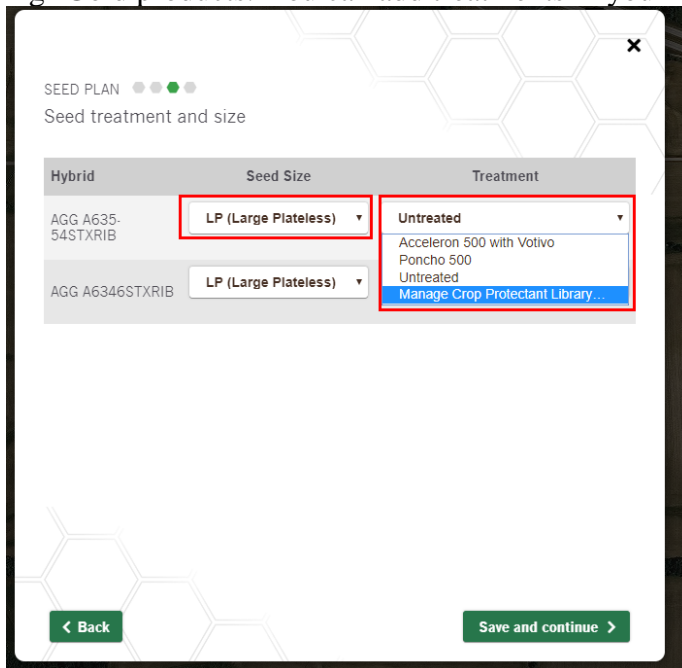 SEED PLAN
Seed treatment and size
Hybrid Seed Size Treatment
AGG A635-
54STXRIB
LP (Large Plateless)
Untreated
Acceleron 500 with Votivo
Poncho 500
Untreated
Manage Crop Protectant Library...
AGG A6346STXRIB
LP (Large Plateless)
Back
Save and continue